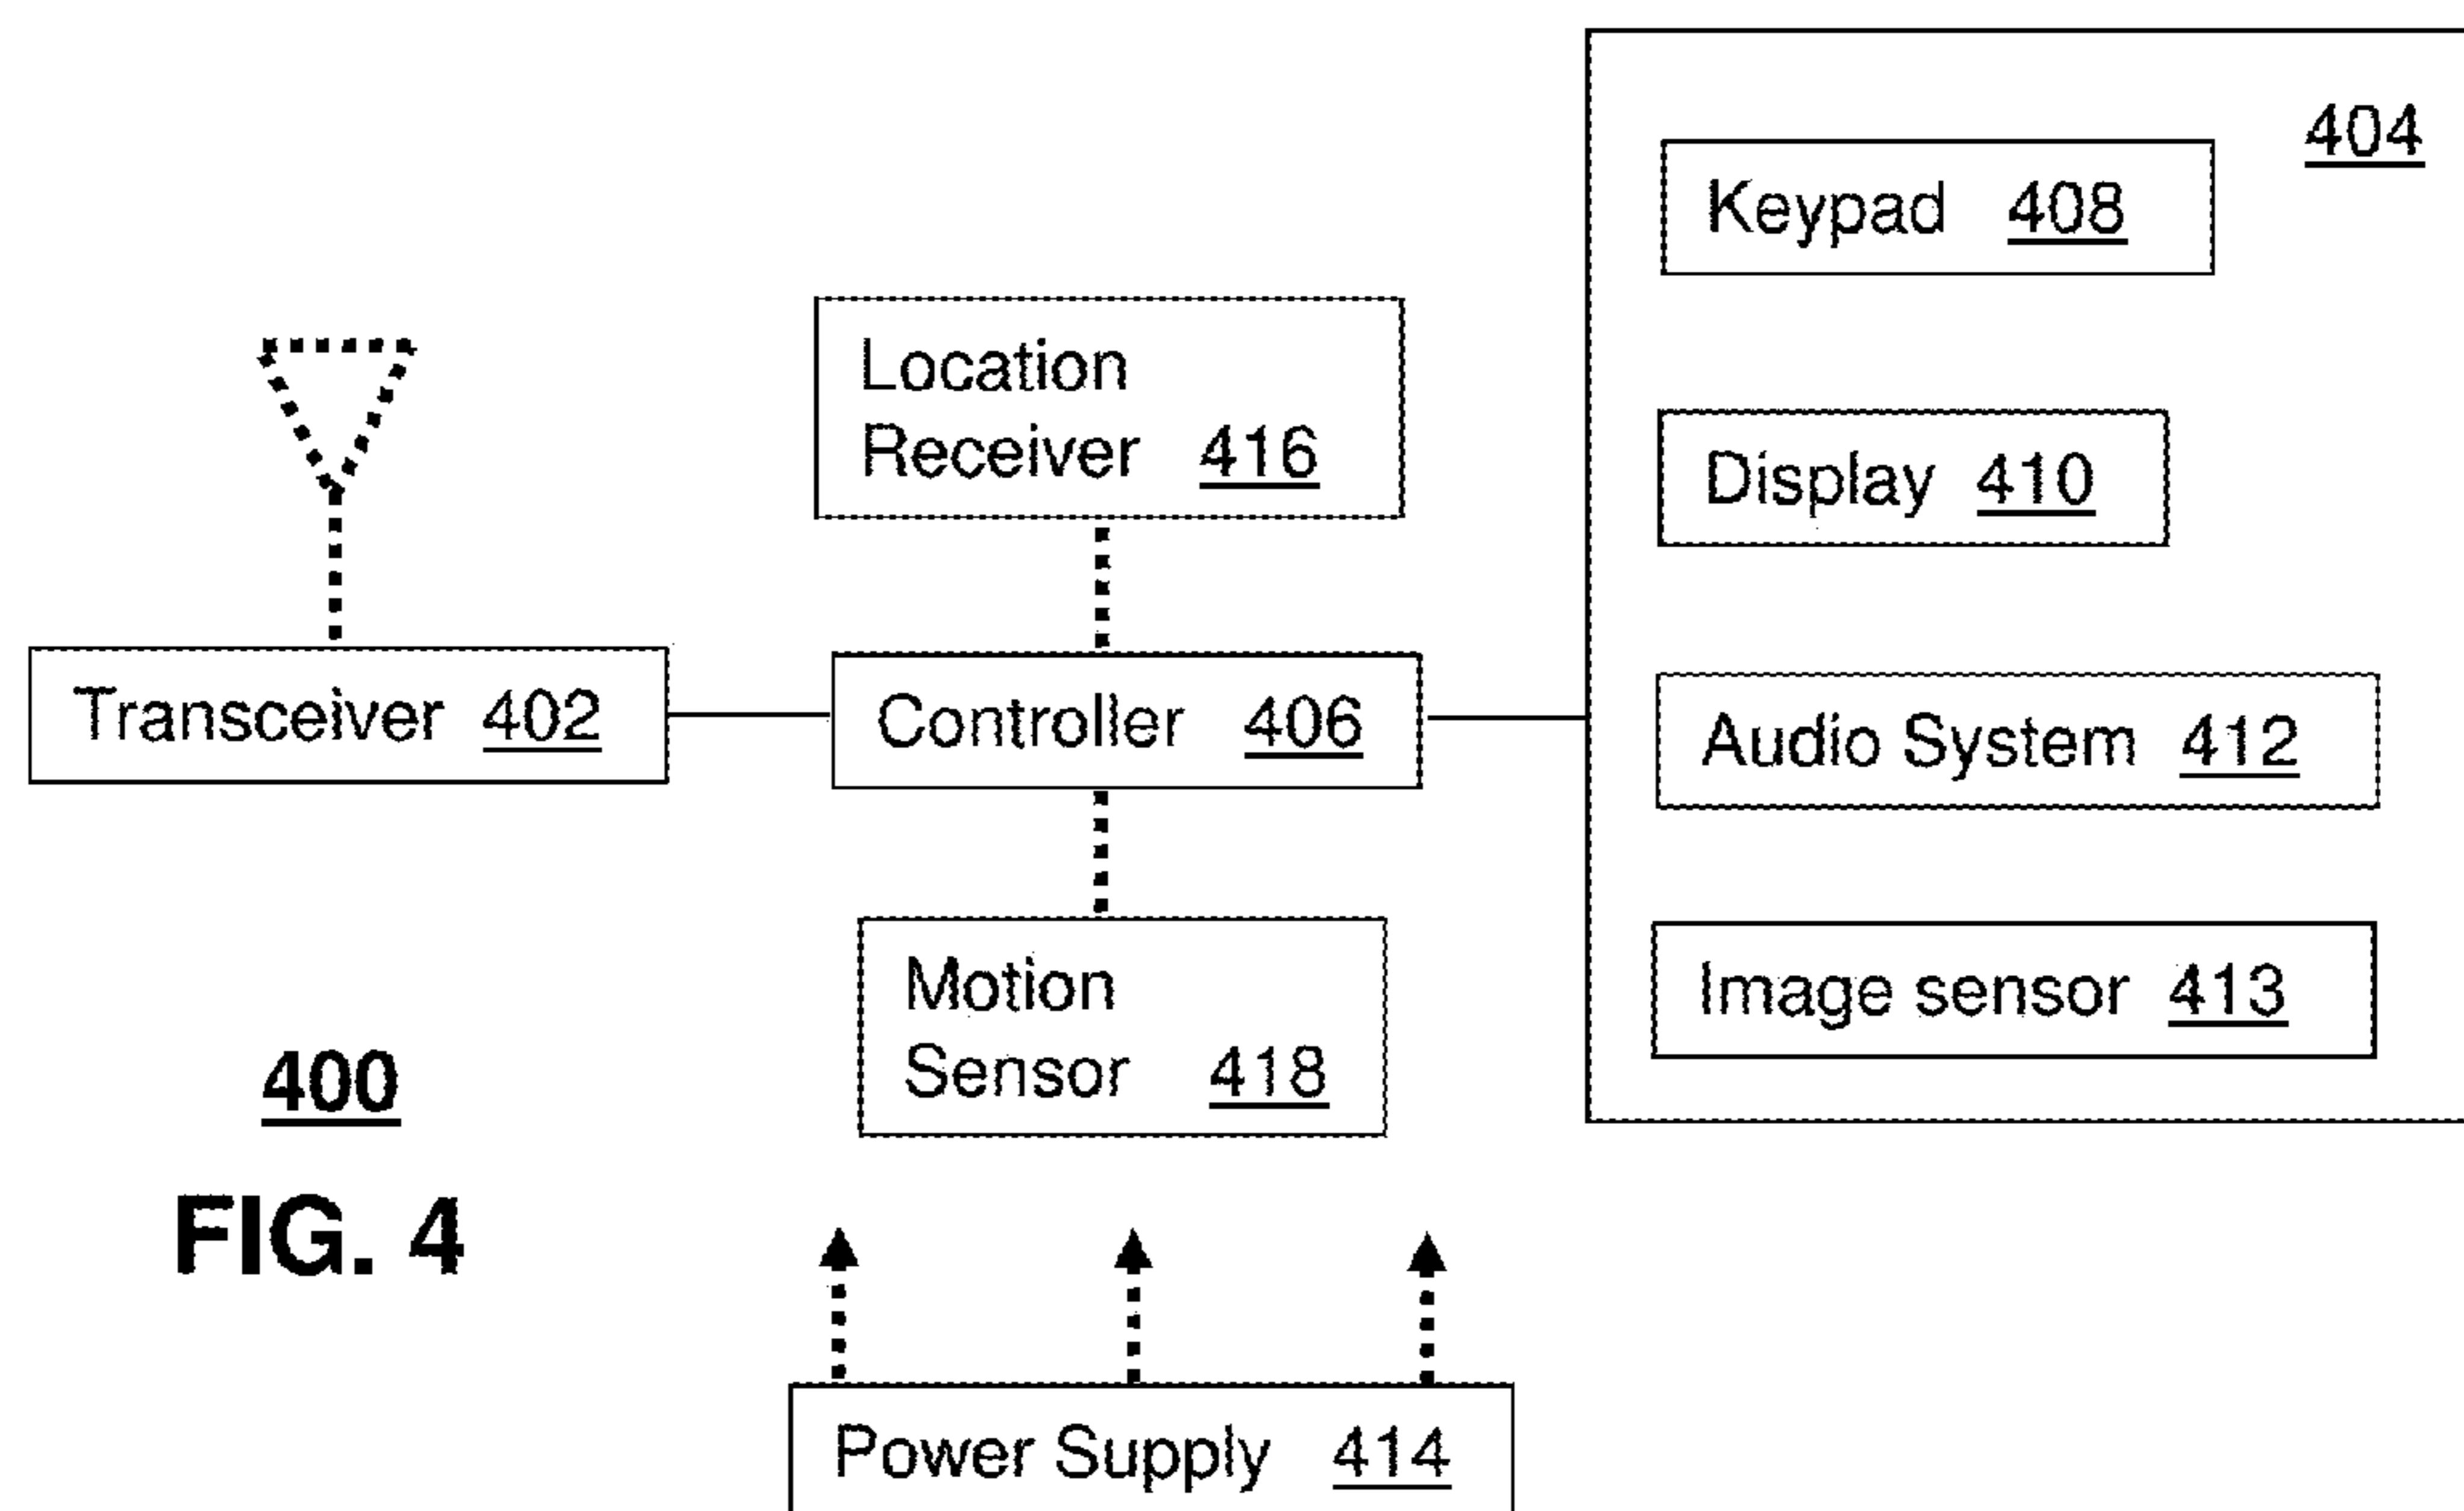 404
Keypad 408
Location
Receiver 416
Display 410
Transceiver 402
Controller 406
Audio System 412
Motion
Sensor 418
Image sensor 413
400
FIG. 4
Power Supply 414